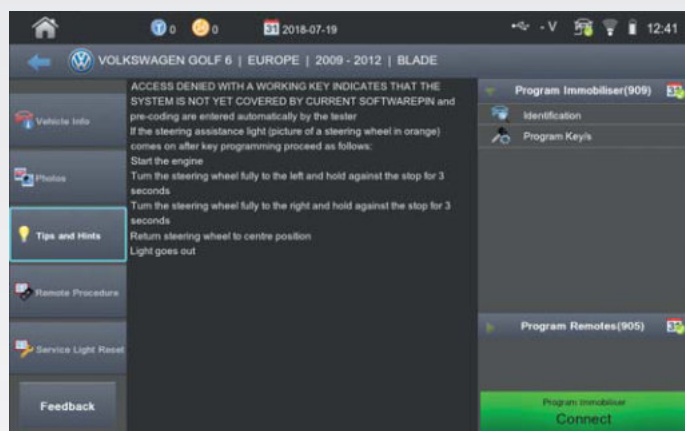 0
0
31 2018-07-19
- V
12:41
VOLKSWAGEN GOLF 6 | EUROPE | 2009 - 2012 | BLADE
Vehicle Info
Photos
Tips and Hints
Remote Procedure
Service Light Reset
Feedback
ACCESS DENIED WITH A WORKING KEY INDICATES THAT THE
SYSTEM IS NOT YET COVERED BY CURRENT SOFTWAREPIN and
pre-coding are entered automatically by the tester
If the steering assistance light (picture of a steering wheel in orange)
comes on after key programming proceed as follows:
Start the engine
Turn the steering wheel fully to the left and hold against the stop for 3
seconds
Turn the steering wheel fully to the right and hold against the stop for 3
seconds
Return steering wheel to centre position
Light goes out
Program Immobiliser(909)
31
Identification
Program Key/s
Program Remotes(905)
31
Program Immobiliser
Connect